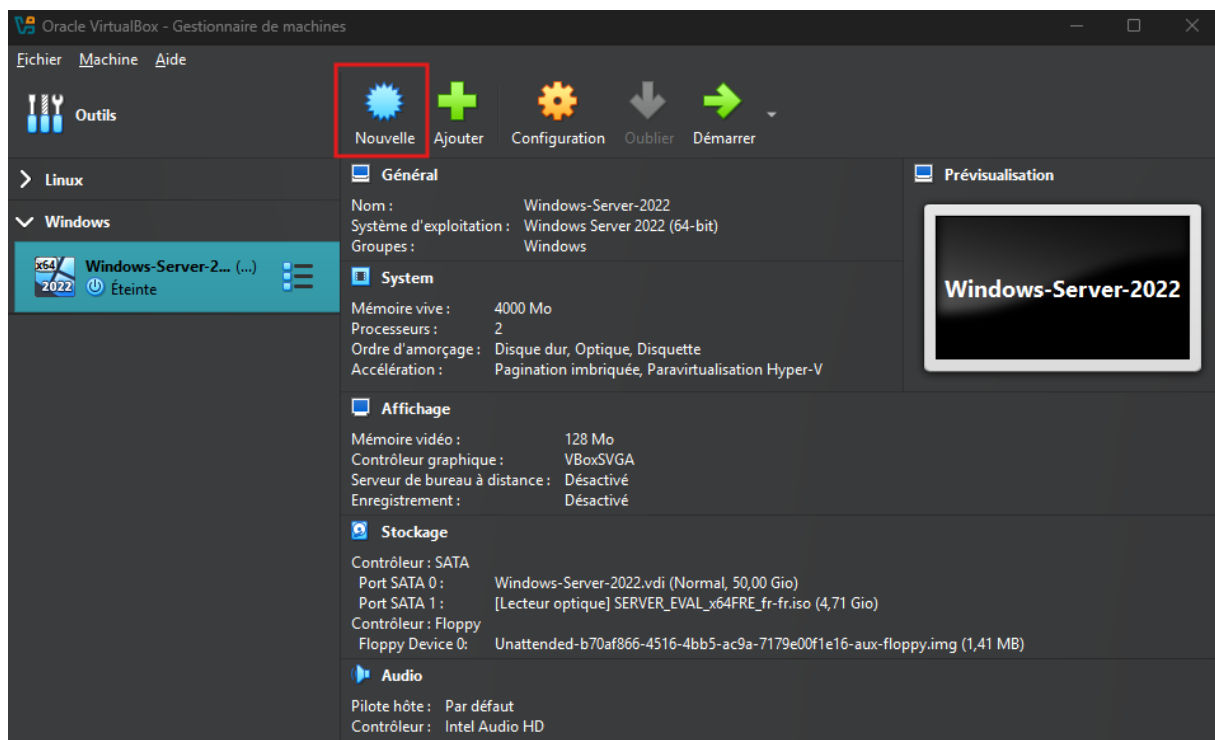 Oracle VirtualBox - Gestionnaire de machines
Fichier Machine Aide
Outils
Nouvelle Ajouter Configuration Oublier Démarrer
Linux
Windows
x64 2022
Windows-Server-2... (...)
Éteinte
Général
Nom : Windows-Server-2022
Système d'exploitation : Windows Server 2022 (64-bit)
Groupes : Windows
System
Mémoire vive : 4000 Mo
Processeurs : 2
Ordre d'amorçage : Disque dur, Optique, Disquette
Accélération : Pagination imbriquée, Paravirtualisation Hyper-V
Prévisualisation
Windows-Server-2022
Affichage
Mémoire vidéo : 128 Mo
Contrôleur graphique : VBoxSVGA
Serveur de bureau à distance : Désactivé
Enregistrement : Désactivé
Stockage
Contrôleur : SATA
Port SATA 0 : Windows-Server-2022.vdi (Normal, 50,00 Gio)
Port SATA 1 : [Lecteur optique] SERVER_EVAL_x64FRE_fr-fr.iso (4,71 Gio)
Contrôleur : Floppy
Floppy Device 0: Unattended-b70af866-4516-4bb5-ac9a-7179e00f1e16-aux-floppy.img (1,41 MB)
Audio
Pilote hôte : Par défaut
Contrôleur : Intel Audio HD